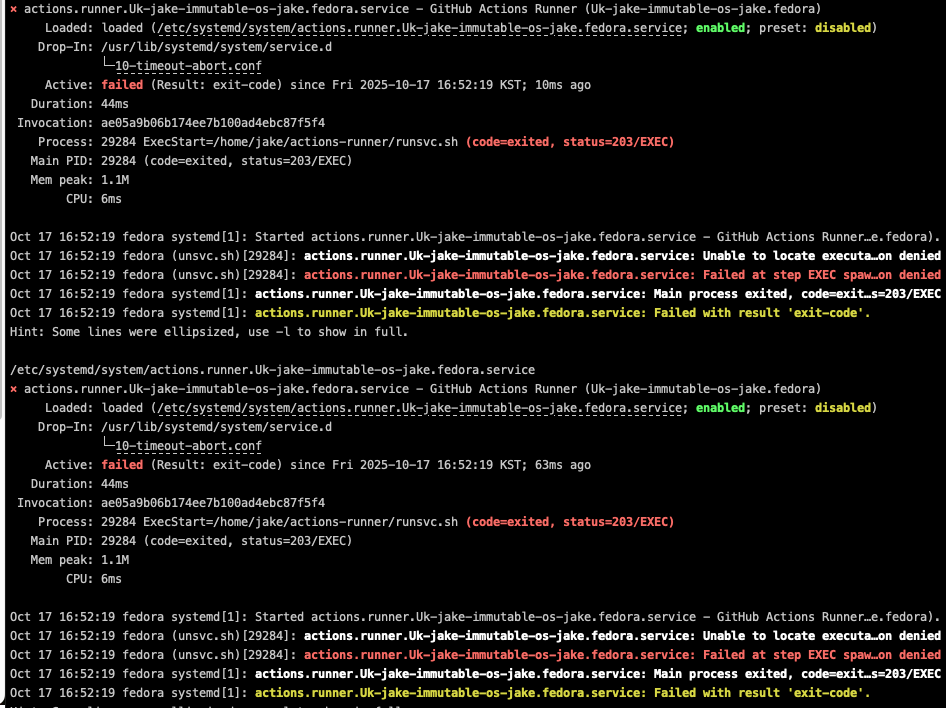 × actions.runner.Uk-jake-immutable-os-jake.fedora.service - GitHub Actions Runner (Uk-jake-immutable-os-jake.fedora)
Loaded: loaded (/etc/systemd/system/actions.runner.Uk-jake-immutable-os-jake.fedora.service; enabled; preset: disabled)
Drop-In: /usr/lib/systemd/system/service.d
└─10-timeout-abort.conf
Active: failed (Result: exit-code) since Fri 2025-10-17 16:52:19 KST; 10ms ago
Duration: 44ms
Invocation: ae05a9b06b174ee7b100ad4ebc87f5f4
Process: 29284 ExecStart=/home/jake/actions-runner/runsvc.sh (code=exited, status=203/EXEC)
Main PID: 29284 (code=exited, status=203/EXEC)
Mem peak: 1.1M
CPU: 6ms
Oct 17 16:52:19 fedora systemd[1]: Started actions.runner.Uk-jake-immutable-os-jake.fedora.service - GitHub Actions Runner…e.fedora).
Oct 17 16:52:19 fedora (unsvc.sh)[29284]: actions.runner.Uk-jake-immutable-os-jake.fedora.service: Unable to locate executa…on denied
Oct 17 16:52:19 fedora (unsvc.sh)[29284]: actions.runner.Uk-jake-immutable-os-jake.fedora.service: Failed at step EXEC spaw…on denied
Oct 17 16:52:19 fedora systemd[1]: actions.runner.Uk-jake-immutable-os-jake.fedora.service: Main process exited, code=exit…s=203/EXEC
Oct 17 16:52:19 fedora systemd[1]: actions.runner.Uk-jake-immutable-os-jake.fedora.service: Failed with result 'exit-code'.
Hint: Some lines were ellipsized, use -l to show in full.
/etc/systemd/system/actions.runner.Uk-jake-immutable-os-jake.fedora.service
× actions.runner.Uk-jake-immutable-os-jake.fedora.service - GitHub Actions Runner (Uk-jake-immutable-os-jake.fedora)
Loaded: loaded (/etc/systemd/system/actions.runner.Uk-jake-immutable-os-jake.fedora.service; enabled; preset: disabled)
Drop-In: /usr/lib/systemd/system/service.d
└─10-timeout-abort.conf
Active: failed (Result: exit-code) since Fri 2025-10-17 16:52:19 KST; 63ms ago
Duration: 44ms
Invocation: ae05a9b06b174ee7b100ad4ebc87f5f4
Process: 29284 ExecStart=/home/jake/actions-runner/runsvc.sh (code=exited, status=203/EXEC)
Main PID: 29284 (code=exited, status=203/EXEC)
Mem peak: 1.1M
CPU: 6ms
Oct 17 16:52:19 fedora systemd[1]: Started actions.runner.Uk-jake-immutable-os-jake.fedora.service - GitHub Actions Runner…e.fedora).
Oct 17 16:52:19 fedora (unsvc.sh)[29284]: actions.runner.Uk-jake-immutable-os-jake.fedora.service: Unable to locate executa…on denied
Oct 17 16:52:19 fedora (unsvc.sh)[29284]: actions.runner.Uk-jake-immutable-os-jake.fedora.service: Failed at step EXEC spaw…on denied
Oct 17 16:52:19 fedora systemd[1]: actions.runner.Uk-jake-immutable-os-jake.fedora.service: Main process exited, code=exit…s=203/EXEC
Oct 17 16:52:19 fedora systemd[1]: actions.runner.Uk-jake-immutable-os-jake.fedora.service: Failed with result 'exit-code'.